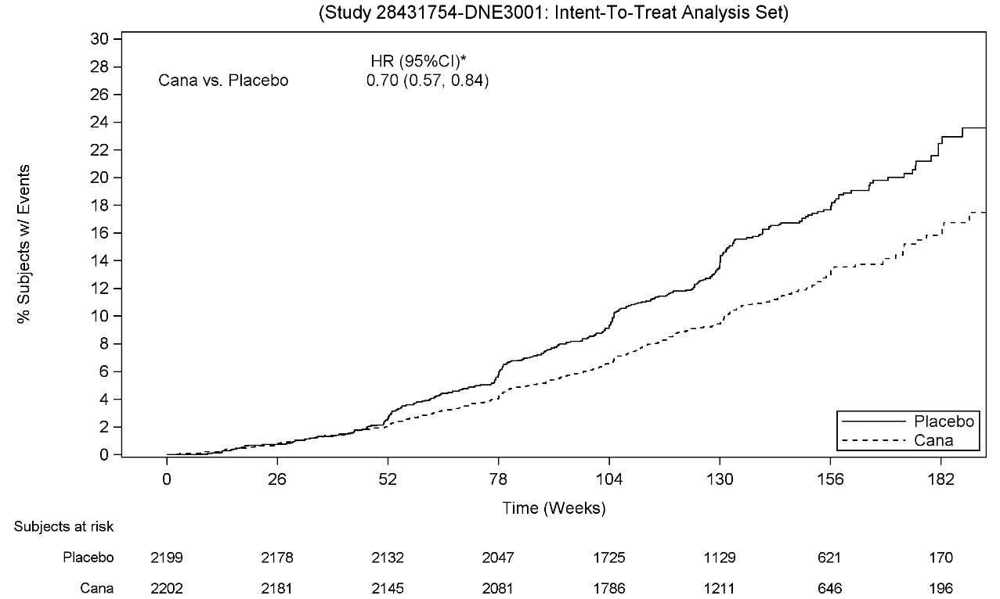 (Study 28431754-DNE3001: Intent-To-Treat Analysis Set)
30
28
26
24
22
20
18
16
14
12
10
8
6
4
2
0
% Subjects w/ Events
HR (95%CI)*
Cana vs. Placebo 0.70 (0.57, 0.84)
Placebo
Cana
0 26 52 78 104 130 156 182
Time (Weeks)
Subjects at risk
Placebo 2199 2178 2132 2047 1725 1129 621 170
Cana 2202 2181 2145 2081 1786 1211 646 196